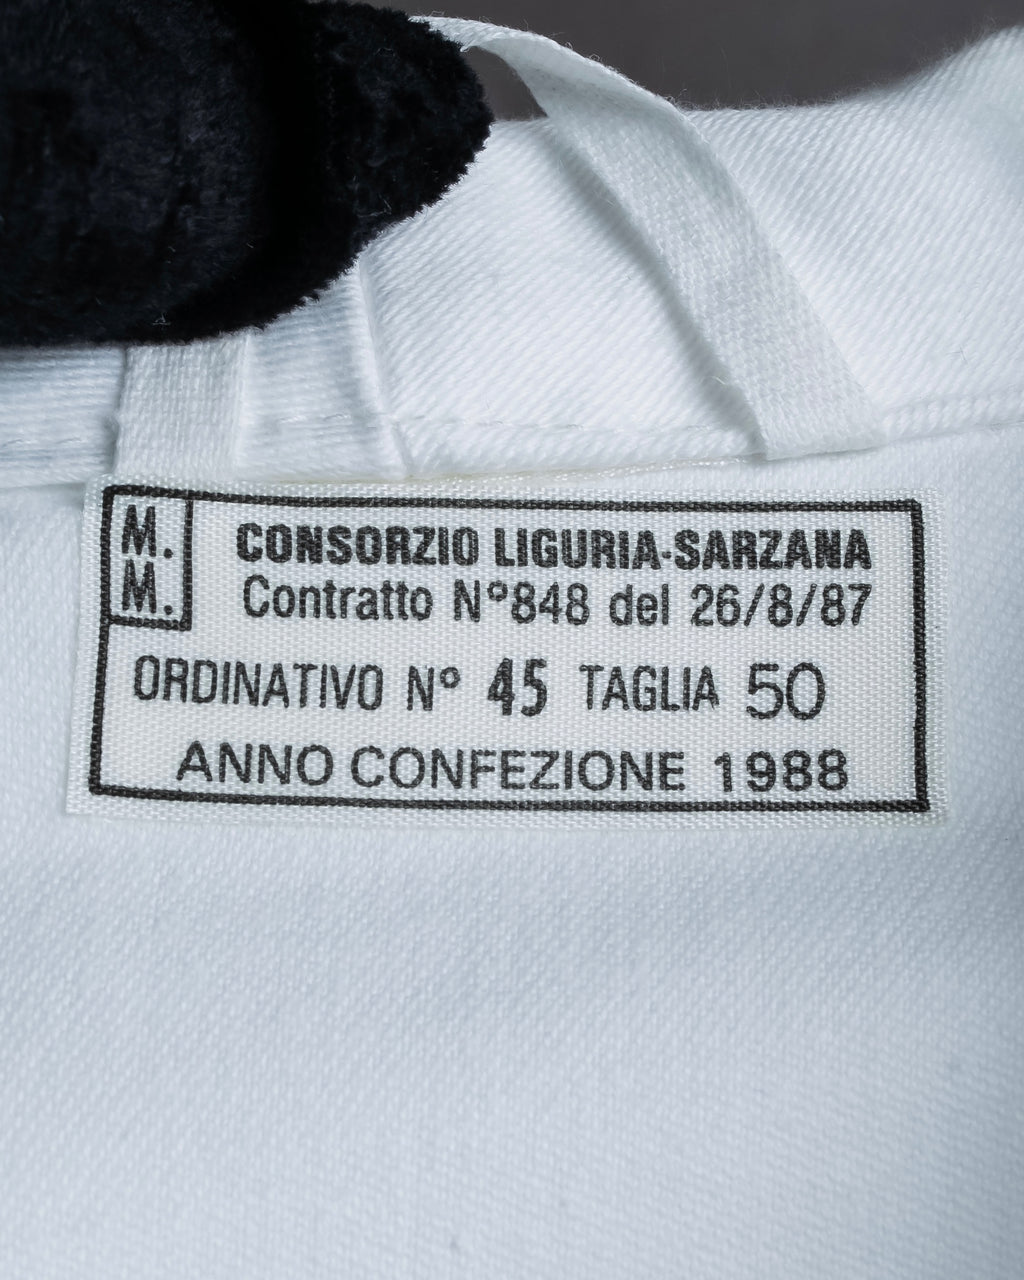 M.
M.
CONSORZIO LIGURIA-SARZANA
Contratto N°848 del 26/8/87
ORDINATIVO N° 45 TAGLIA 50
ANNO CONFEZIONE 1988